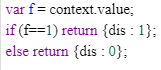 var f = context.value;
if(f==1) return {dis : 1};
else return {dis : 0};